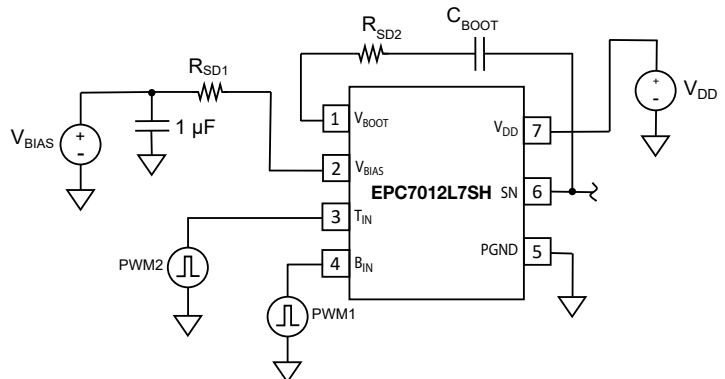 C_BOOT
R_SD2
R_SD1
1 µF
V_BIAS
+
-
V_DD
+
-
1 V_BOOT
V_DD 7
2 V_BIAS
EPC7012L7SH
SN 6
3 T_IN
PGND 5
4 B_IN
PWM2
PWM1